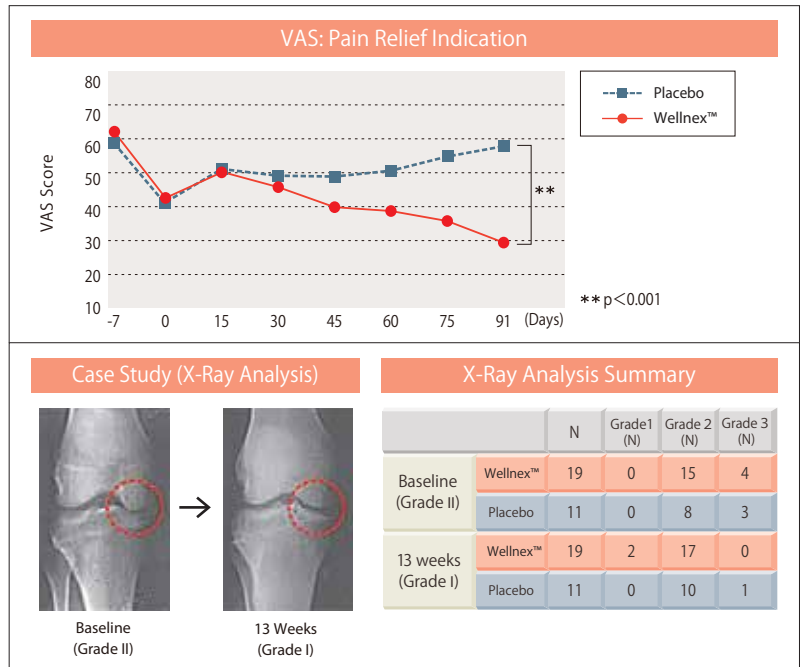 VAS: Pain Relief Indication
VAS Score
80
70
60
50
40
30
20
10
-7 0 15 30 45 60 75 91 (Days)
Placebo
Wellnex™
**
** p<0.001
Case Study (X-Ray Analysis)
Baseline
(Grade II)
13 Weeks
(Grade I)
X-Ray Analysis Summary
N Grade1 (N) Grade 2 (N) Grade 3 (N)
Baseline
(Grade II)
Wellnex™ 19 0 15 4
Placebo 11 0 8 3
13 weeks
(Grade I)
Wellnex™ 19 2 17 0
Placebo 11 0 10 1